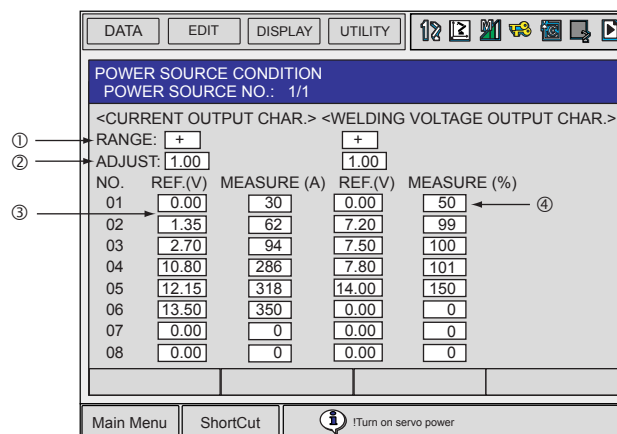 DATA EDIT DISPLAY UTILITY
POWER SOURCE CONDITION
POWER SOURCE NO.: 1/1
<CURRENT OUTPUT CHAR.> <WELDING VOLTAGE OUTPUT CHAR.>
① RANGE: + +
② ADJUST: 1.00 1.00
NO. REF.(V) MEASURE (A) REF.(V) MEASURE (%)
③ 01 0.00 30 0.00 50 ④
02 1.35 62 7.20 99
03 2.70 94 7.50 100
04 10.80 286 7.80 101
05 12.15 318 14.00 150
06 13.50 350 0.00 0
07 0.00 0 0.00 0
08 0.00 0 0.00 0
Main Menu ShortCut !Turn on servo power